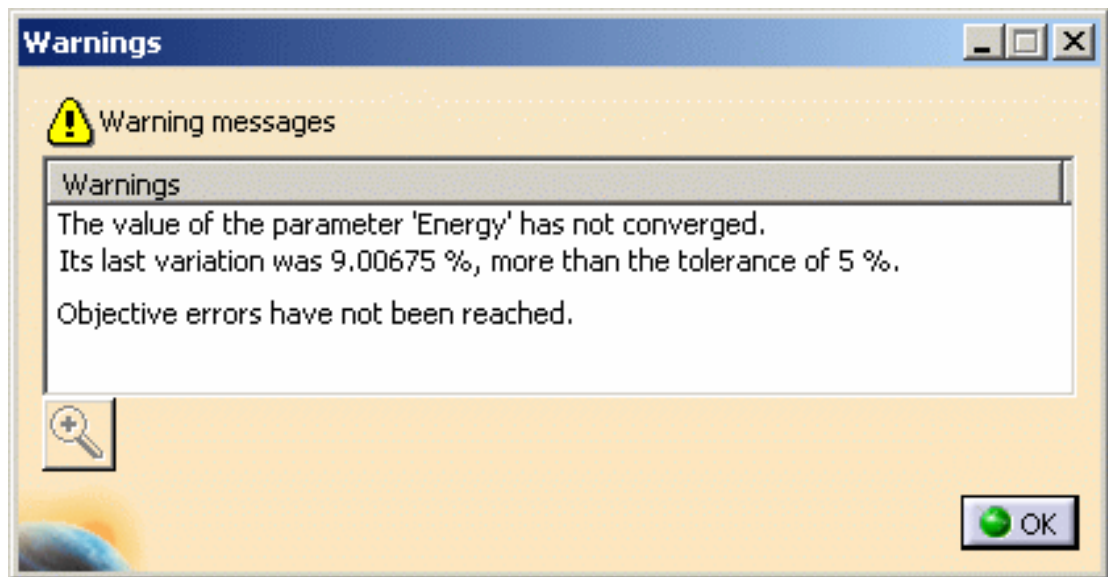 Warnings
Warning messages
Warnings
The value of the parameter 'Energy' has not converged.
Its last variation was 9.00675 %, more than the tolerance of 5 %.
Objective errors have not been reached.
OK